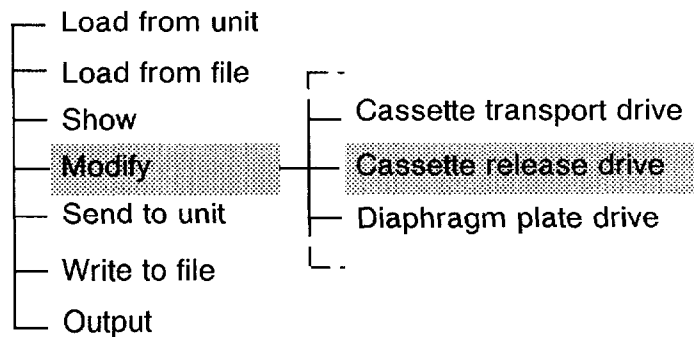 Load from unit
Load from file
Show
Modify
Send to unit
Write to file
Output
Cassette transport drive
Cassette release drive
Diaphragm plate drive